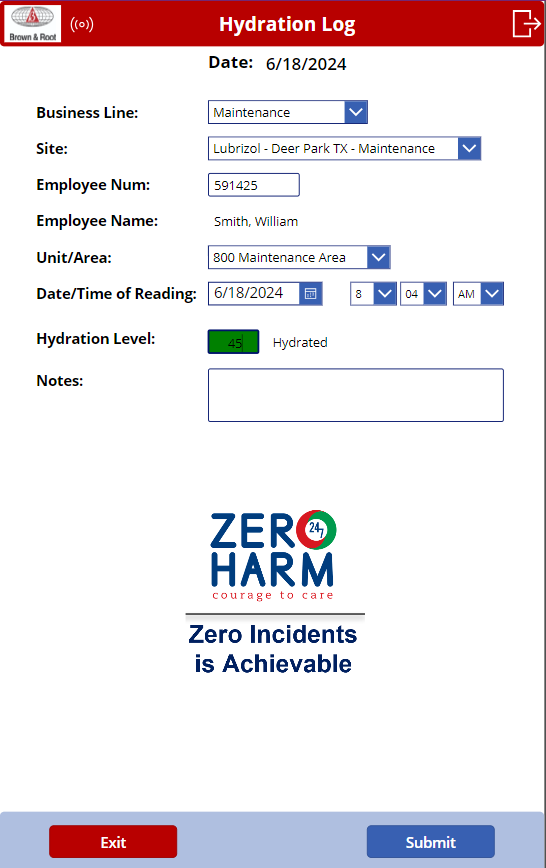 Brown & Root
Hydration Log
Date: 6/18/2024
Business Line: Maintenance
Site: Lubrizol - Deer Park TX - Maintenance
Employee Num: 591425
Employee Name: Smith, William
Unit/Area: 800 Maintenance Area
Date/Time of Reading: 6/18/2024 8 04 AM
Hydration Level: 45 Hydrated
Notes:
ZERO 24/7
HARM
courage to care
Zero Incidents
is Achievable
Exit Submit